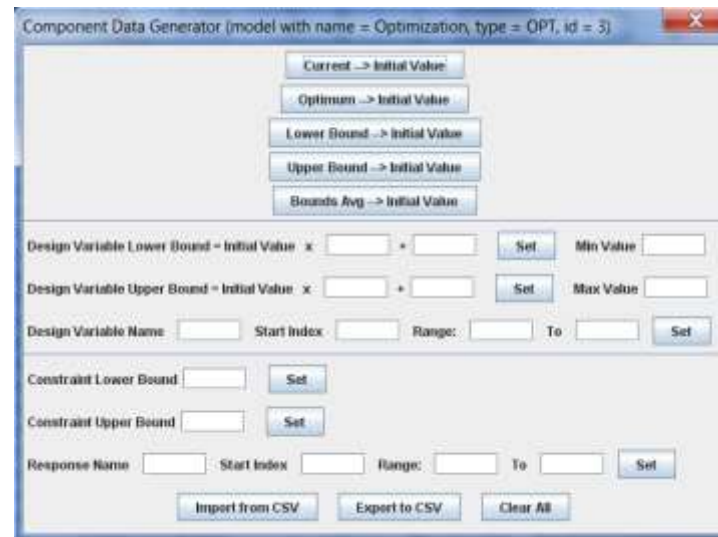 Component Data Generator (model with name = Optimization, type = OPT, id = 3)
Current --> Initial Value
Optimum --> Initial Value
Lower Bound --> Initial Value
Upper Bound --> Initial Value
Bounds Avg --> Initial Value
Design Variable Lower Bound = Initial Value x + Set Min Value
Design Variable Upper Bound = Initial Value x + Set Max Value
Design Variable Name Start Index Range: To Set
Constraint Lower Bound Set
Constraint Upper Bound Set
Response Name Start Index Range: To Set
Import from CSV Export to CSV Clear All